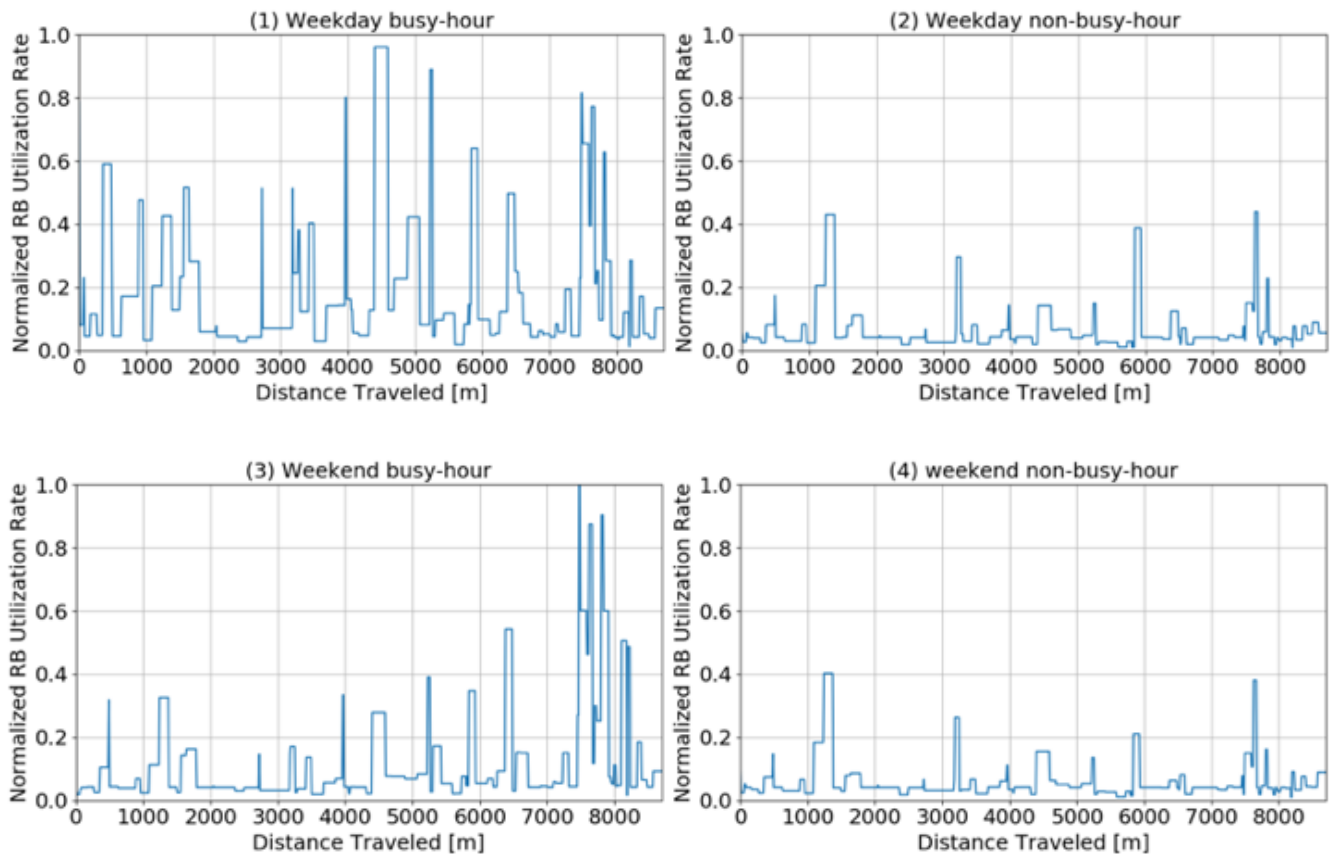 (1) Weekday busy-hour
Normalized RB Utilization Rate
1.0
0.8
0.6
0.4
0.2
0.0
0 1000 2000 3000 4000 5000 6000 7000 8000
Distance Traveled [m]
(2) Weekday non-busy-hour
Normalized RB Utilization Rate
1.0
0.8
0.6
0.4
0.2
0.0
0 1000 2000 3000 4000 5000 6000 7000 8000
Distance Traveled [m]
(3) Weekend busy-hour
Normalized RB Utilization Rate
1.0
0.8
0.6
0.4
0.2
0.0
0 1000 2000 3000 4000 5000 6000 7000 8000
Distance Traveled [m]
(4) weekend non-busy-hour
Normalized RB Utilization Rate
1.0
0.8
0.6
0.4
0.2
0.0
0 1000 2000 3000 4000 5000 6000 7000 8000
Distance Traveled [m]